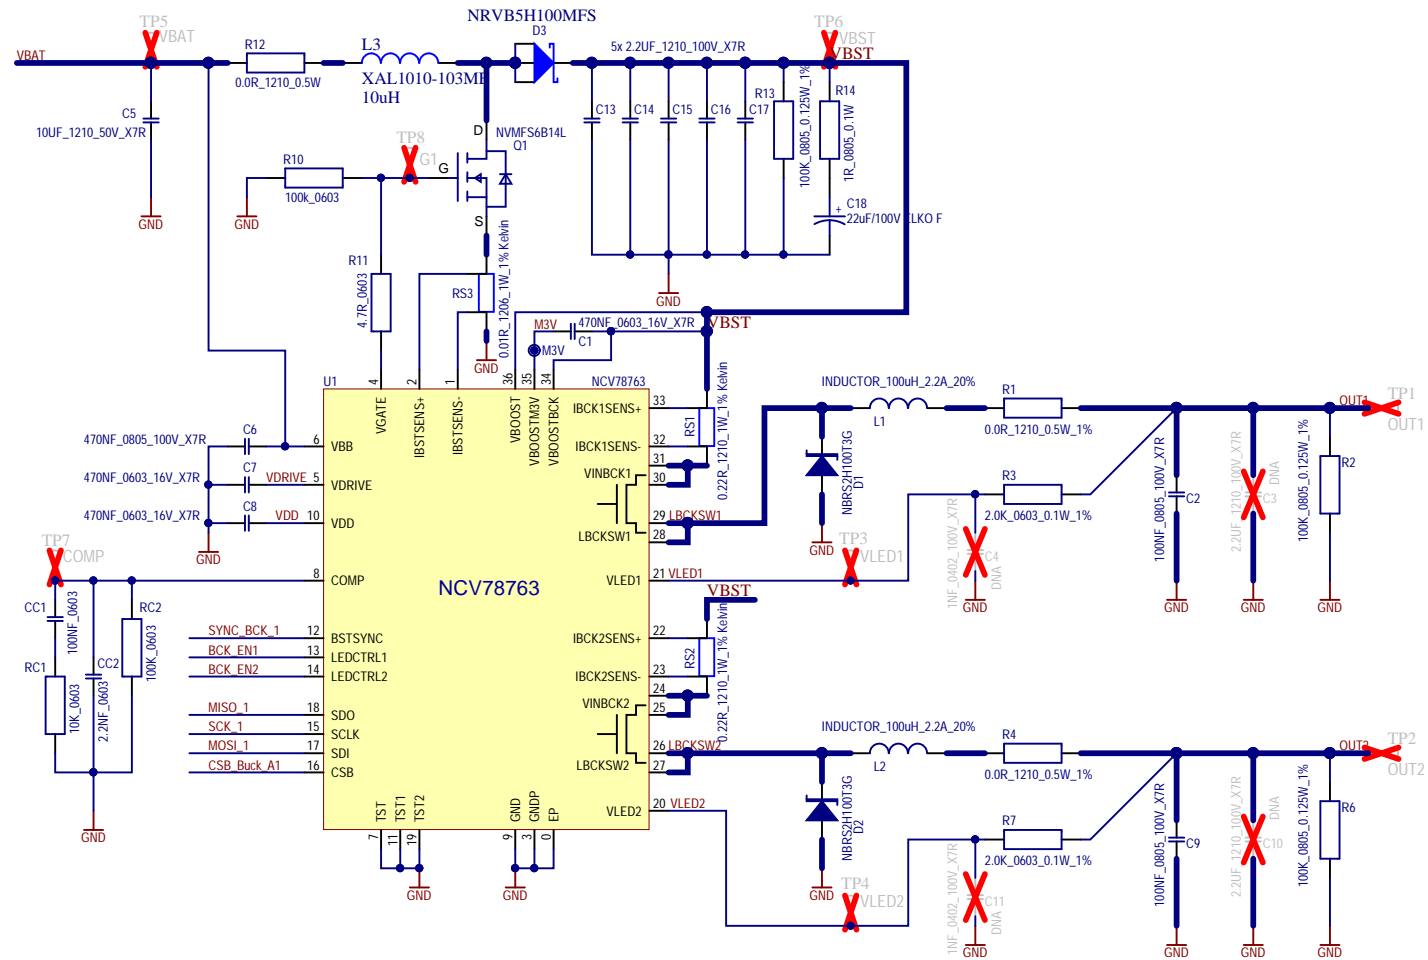 NRVB5H100MFS
D3
TP5
VBAT
VBAT
R12
0.0R_1210_0.5W
L3
XAL1010-103ME
10uH
5x 2.2UF_1210_100V_X7R
TP6
VBST
VBST
C5
10UF_1210_50V_X7R
GND
R10
100k_0603
GND
TP8
G1
D
G
S
NVMFS6B14L
Q1
C13
C14
C15
C16
C17
R13
100K_0805_0.125W_1%
R14
1R_0805_0.1W
+
C18
22uF/100V ELKO F
GND
R11
4.7R_0603
RS3
0.01R_1206_1W_1% Kelvin
GND
M3V
470NF_0603_16V_X7R
C1
M3V
VBST
U1
NCV78763
4
2
1
36
35
34
VGATE
IBSTSENS+
IBSTSENS-
VBOOST
VBOOSTM3V
VBOOSTBCK
470NF_0805_100V_X7R
C6
6
VBB
470NF_0603_16V_X7R
C7
VDRIVE
5
VDRIVE
470NF_0603_16V_X7R
C8
VDD
10
VDD
GND
TP7
COMP
8
COMP
CC1
100NF_0603
RC1
10K_0603
CC2
2.2NF_0603
RC2
100K_0603
GND
SYNC_BCK_1
12
BSTSYNC
BCK_EN1
13
LEDCTRL1
BCK_EN2
14
LEDCTRL2
MISO_1
18
SDO
SCK_1
15
SCLK
MOSI_1
17
SDI
CSB_Buck_A1
16
CSB
NCV78763
TST
TST1
TST2
GND
GNDP
EP
7
11
19
9
3
0
GND
GND
IBCK1SENS+
33
IBCK1SENS-
32
31
VINBCK1
30
29
LBCKSW1
LBCKSW1
28
VLED1
21
VLED1
RS1
0.22R_1210_1W_1% Kelvin
VBST
IBCK2SENS+
22
IBCK2SENS-
23
24
VINBCK2
25
26
LBCKSW2
LBCKSW2
27
VLED2
20
VLED2
RS2
0.22R_1210_1W_1% Kelvin
INDUCTOR_100uH_2.2A_20%
L1
R1
0.0R_1210_0.5W_1%
NBRS2H100T3G
D1
GND
R3
2.0K_0603_0.1W_1%
TP3
VLED1
1NF_0402_100V_X7R
C4
DNA
GND
100NF_0805_100V_X7R
C2
GND
2.2UF_1210_100V_X7R
C3
DNA
GND
100K_0805_0.125W_1%
R2
GND
OUT1
TP1
OUT1
INDUCTOR_100uH_2.2A_20%
L2
R4
0.0R_1210_0.5W_1%
NBRS2H100T3G
D2
GND
R7
2.0K_0603_0.1W_1%
TP4
VLED2
1NF_0402_100V_X7R
C11
DNA
GND
100NF_0805_100V_X7R
C9
GND
2.2UF_1210_100V_X7R
C10
DNA
GND
100K_0805_0.125W_1%
R6
GND
OUT2
TP2
OUT2